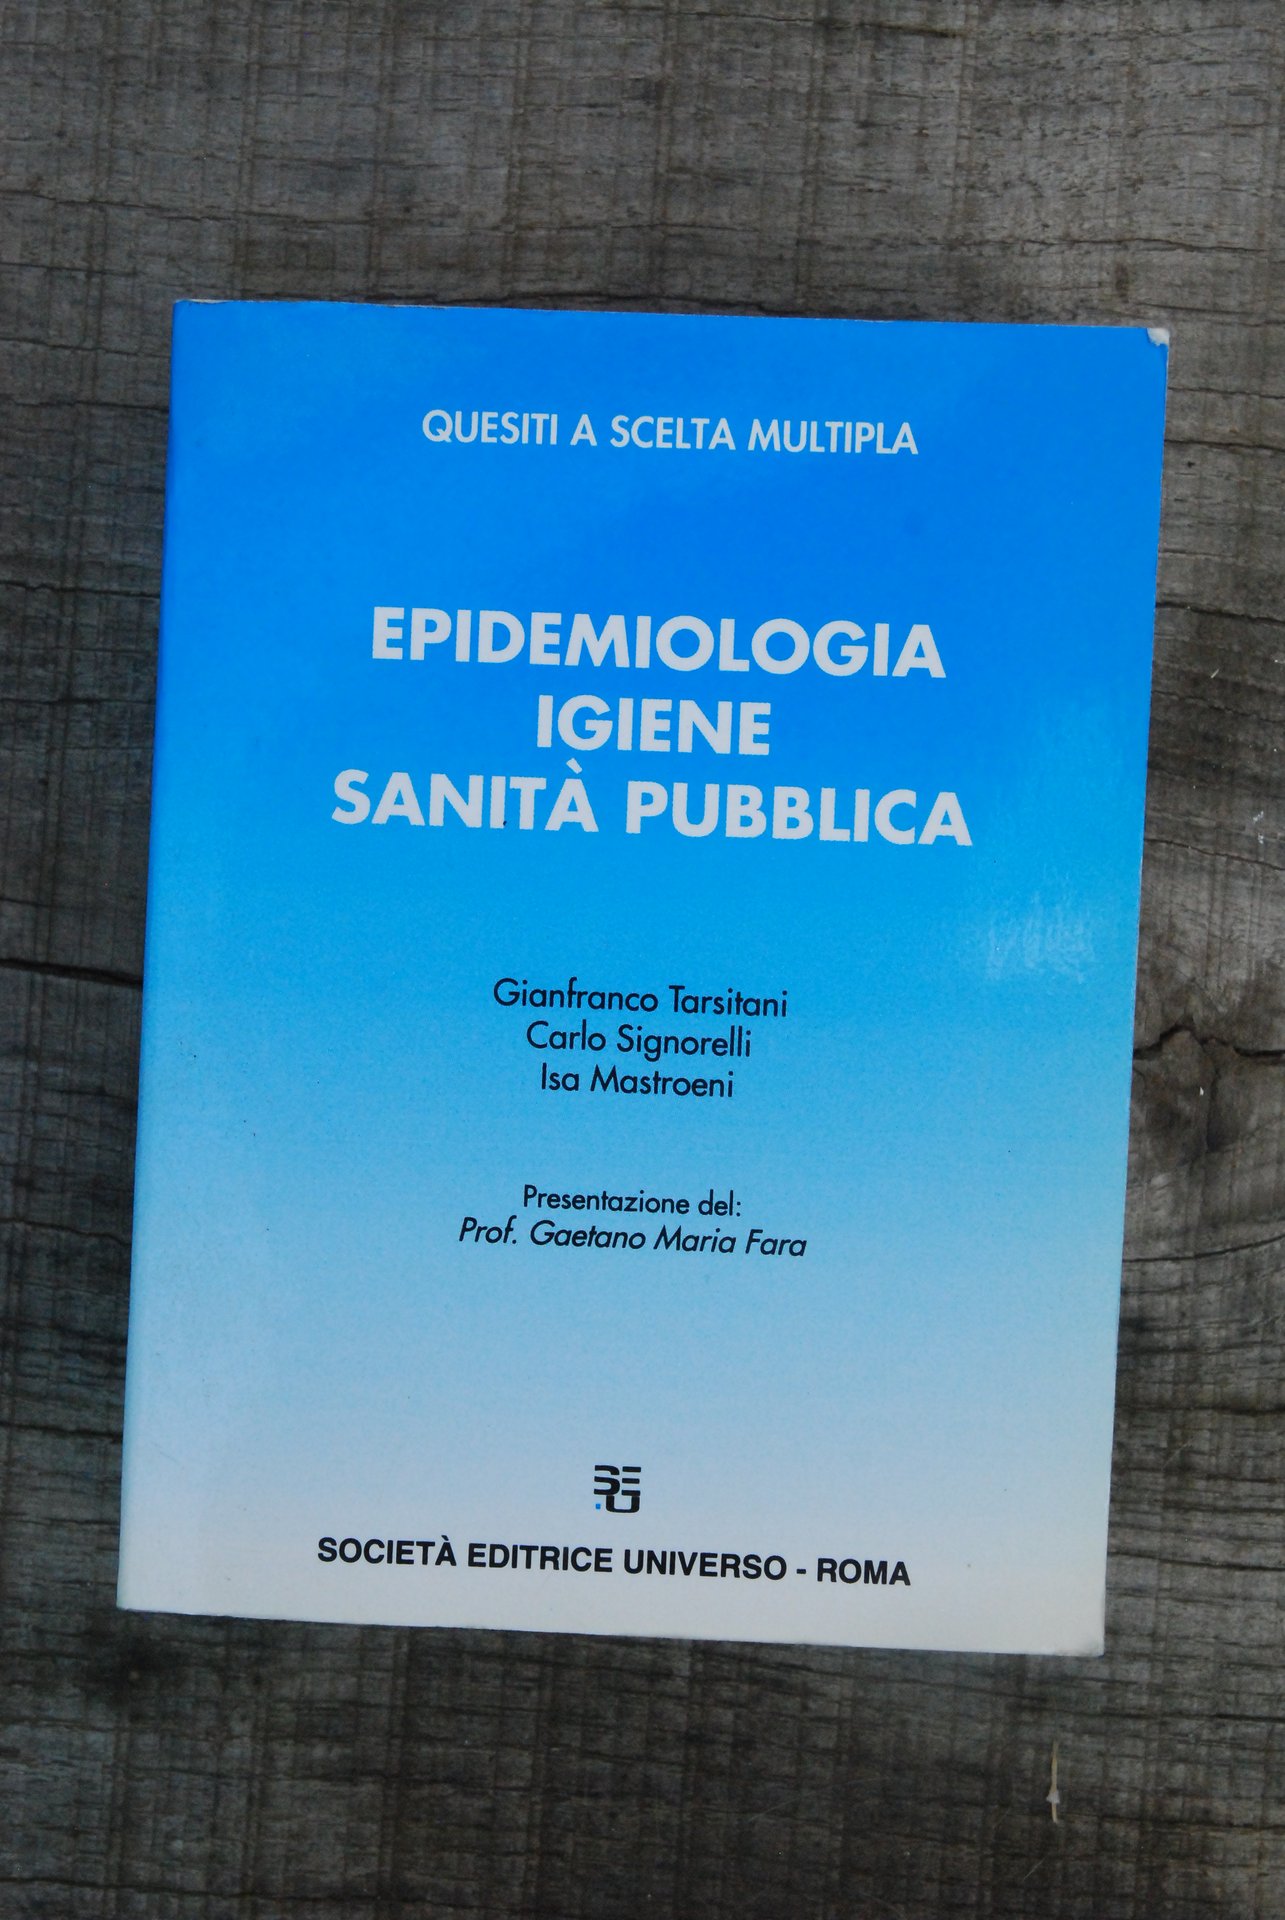 QUESITI A SCELTA MULTIPLA
EPIDEMIOLOGIA
IGIENE
SANITÀ PUBBLICA
Gianfranco Tarsitani
Carlo Signorelli
Isa Mastroeni
Presentazione del:
Prof. Gaetano Maria Fara
SE
U
SOCIETÀ EDITRICE UNIVERSO - ROMA